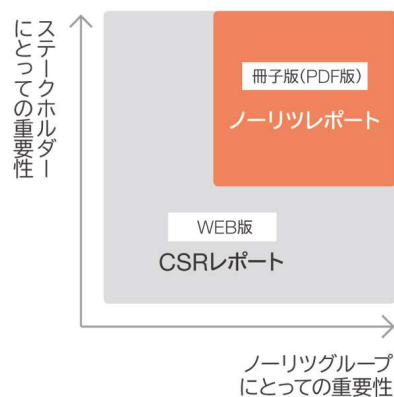 ステークホルダー
にとっての重要性
冊子版(PDF版)
ノーリツレポート
WEB版
CSRレポート
ノーリツグループ
にとっての重要性